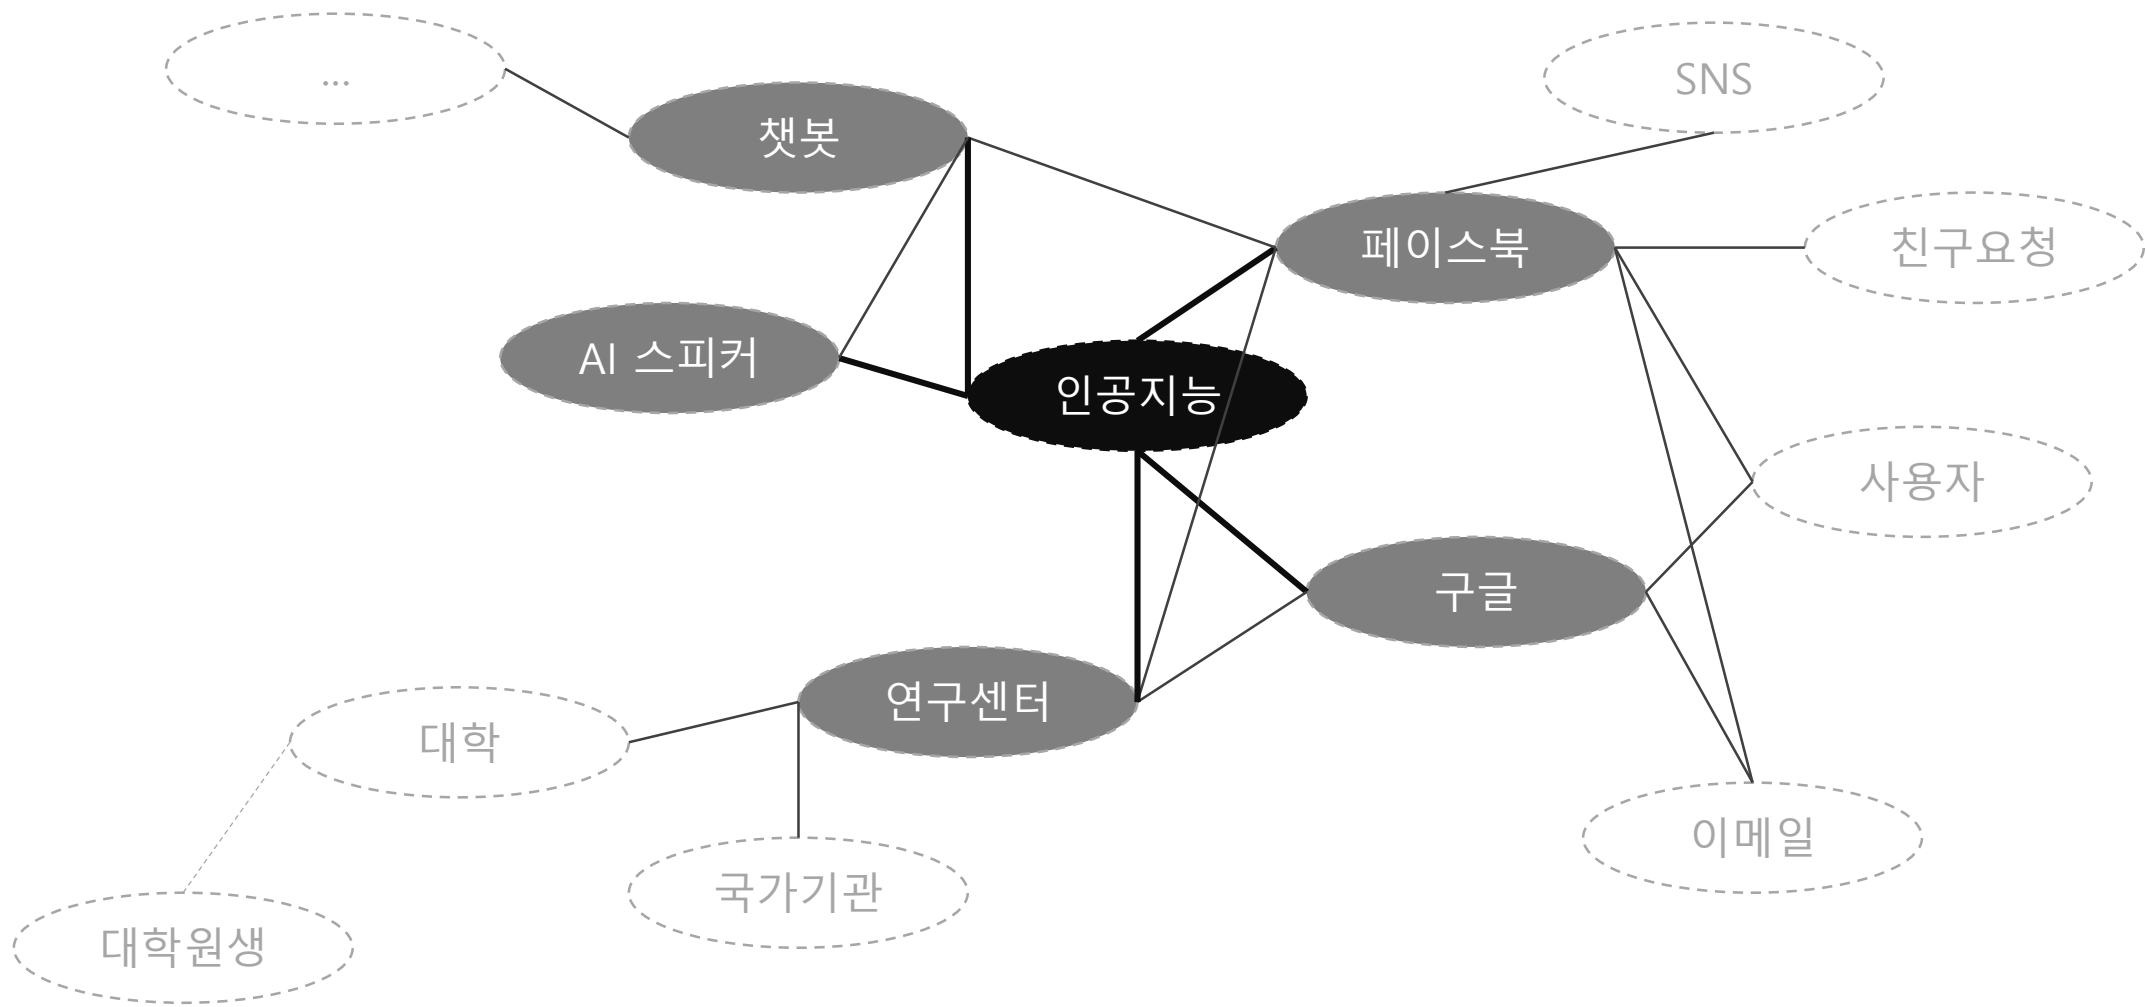 ...
SNS
챗봇
페이스북
친구요청
AI 스피커
인공지능
사용자
구글
연구센터
대학
이메일
국가기관
대학원생